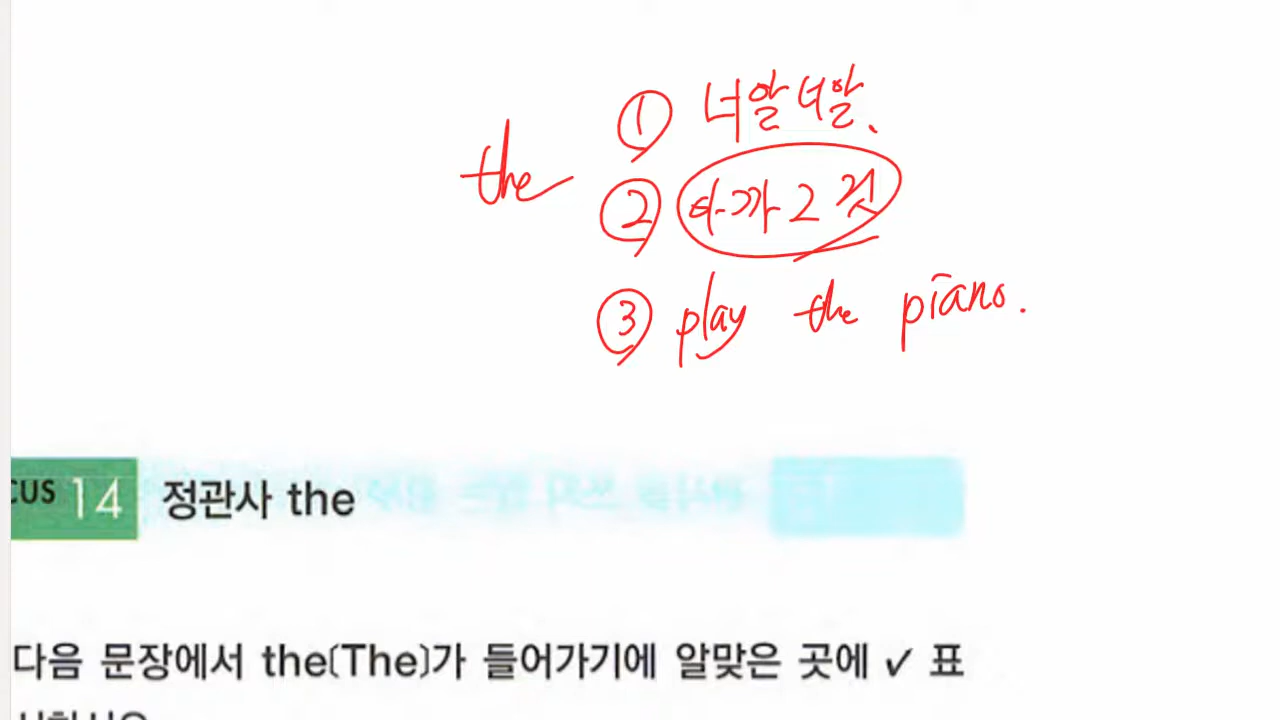 the
① 너알 너알.
② 아까 그 것
③ play the piano.
CUS 14 정관사 the
다음 문장에서 the(The)가 들어가기에 알맞은 곳에 ✓ 표